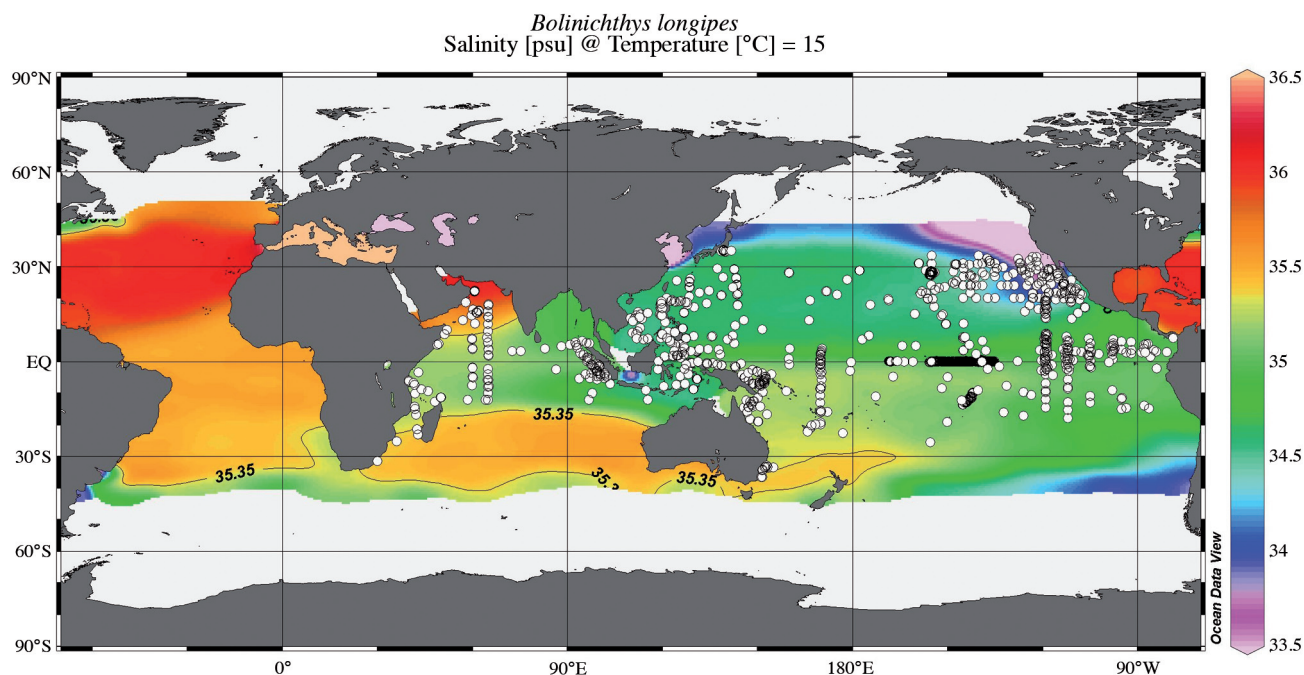 Bolinichthys longipes
Salinity [psu] @ Temperature [°C] = 15
90°N
60°N
30°N
EQ
30°S
60°S
90°S
0°
90°E
180°E
90°W
35.35
35.35
35.35
36.5
36
35.5
35
34.5
34
33.5
Ocean Data View